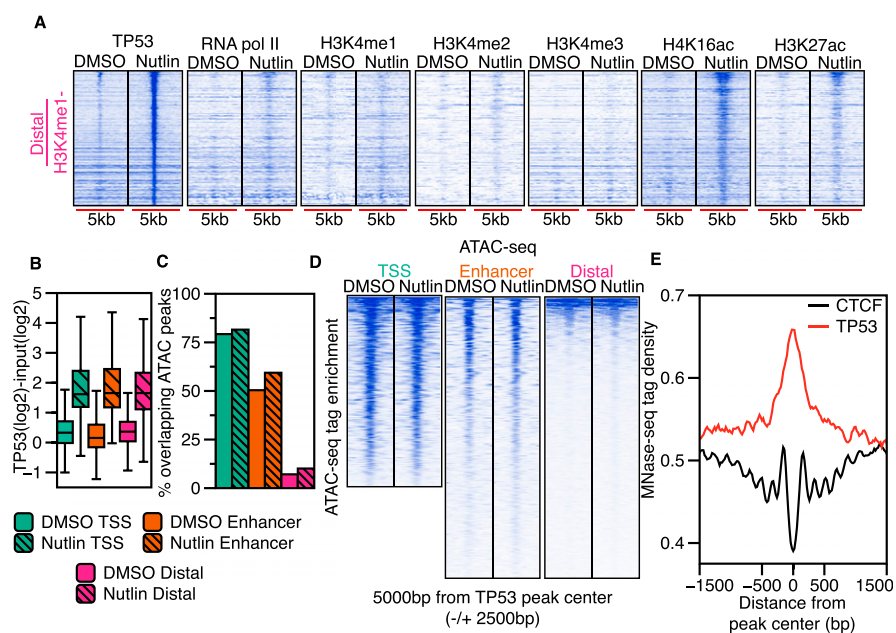 A
TP53 RNA pol II H3K4me1 H3K4me2 H3K4me3 H4K16ac H3K27ac
DMSO Nutlin DMSO Nutlin DMSO Nutlin DMSO Nutlin DMSO Nutlin DMSO Nutlin DMSO Nutlin
Distal
H3K4me1-
5kb 5kb 5kb 5kb 5kb 5kb 5kb 5kb 5kb 5kb 5kb 5kb 5kb 5kb
B
TP53(log2)-input(log2)
5
4
3
2
1
0
-1
C
% overlapping ATAC peaks
100
75
50
25
0
DMSO TSS
Nutlin TSS
DMSO Enhancer
Nutlin Enhancer
DMSO Distal
Nutlin Distal
D
ATAC-seq
TSS Enhancer Distal
DMSO Nutlin DMSO Nutlin DMSO Nutlin
ATAC-seq tag enrichment
5000bp from TP53 peak center
(-/+ 2500bp)
E
MNase-seq tag density
0.7
0.6
0.5
0.4
CTCF
TP53
-1500 -500 0 500 1500
Distance from
peak center (bp)